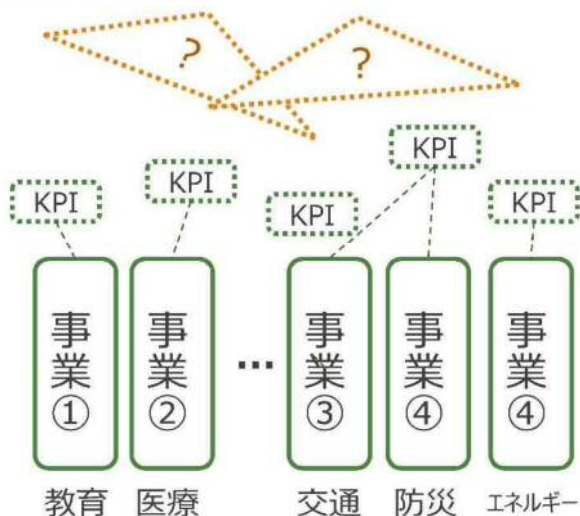 ?
?
KPI
KPI
KPI
KPI
KPI
事業①
事業②
…
事業③
事業④
事業④
教育
医療
交通
防災
エネルギー